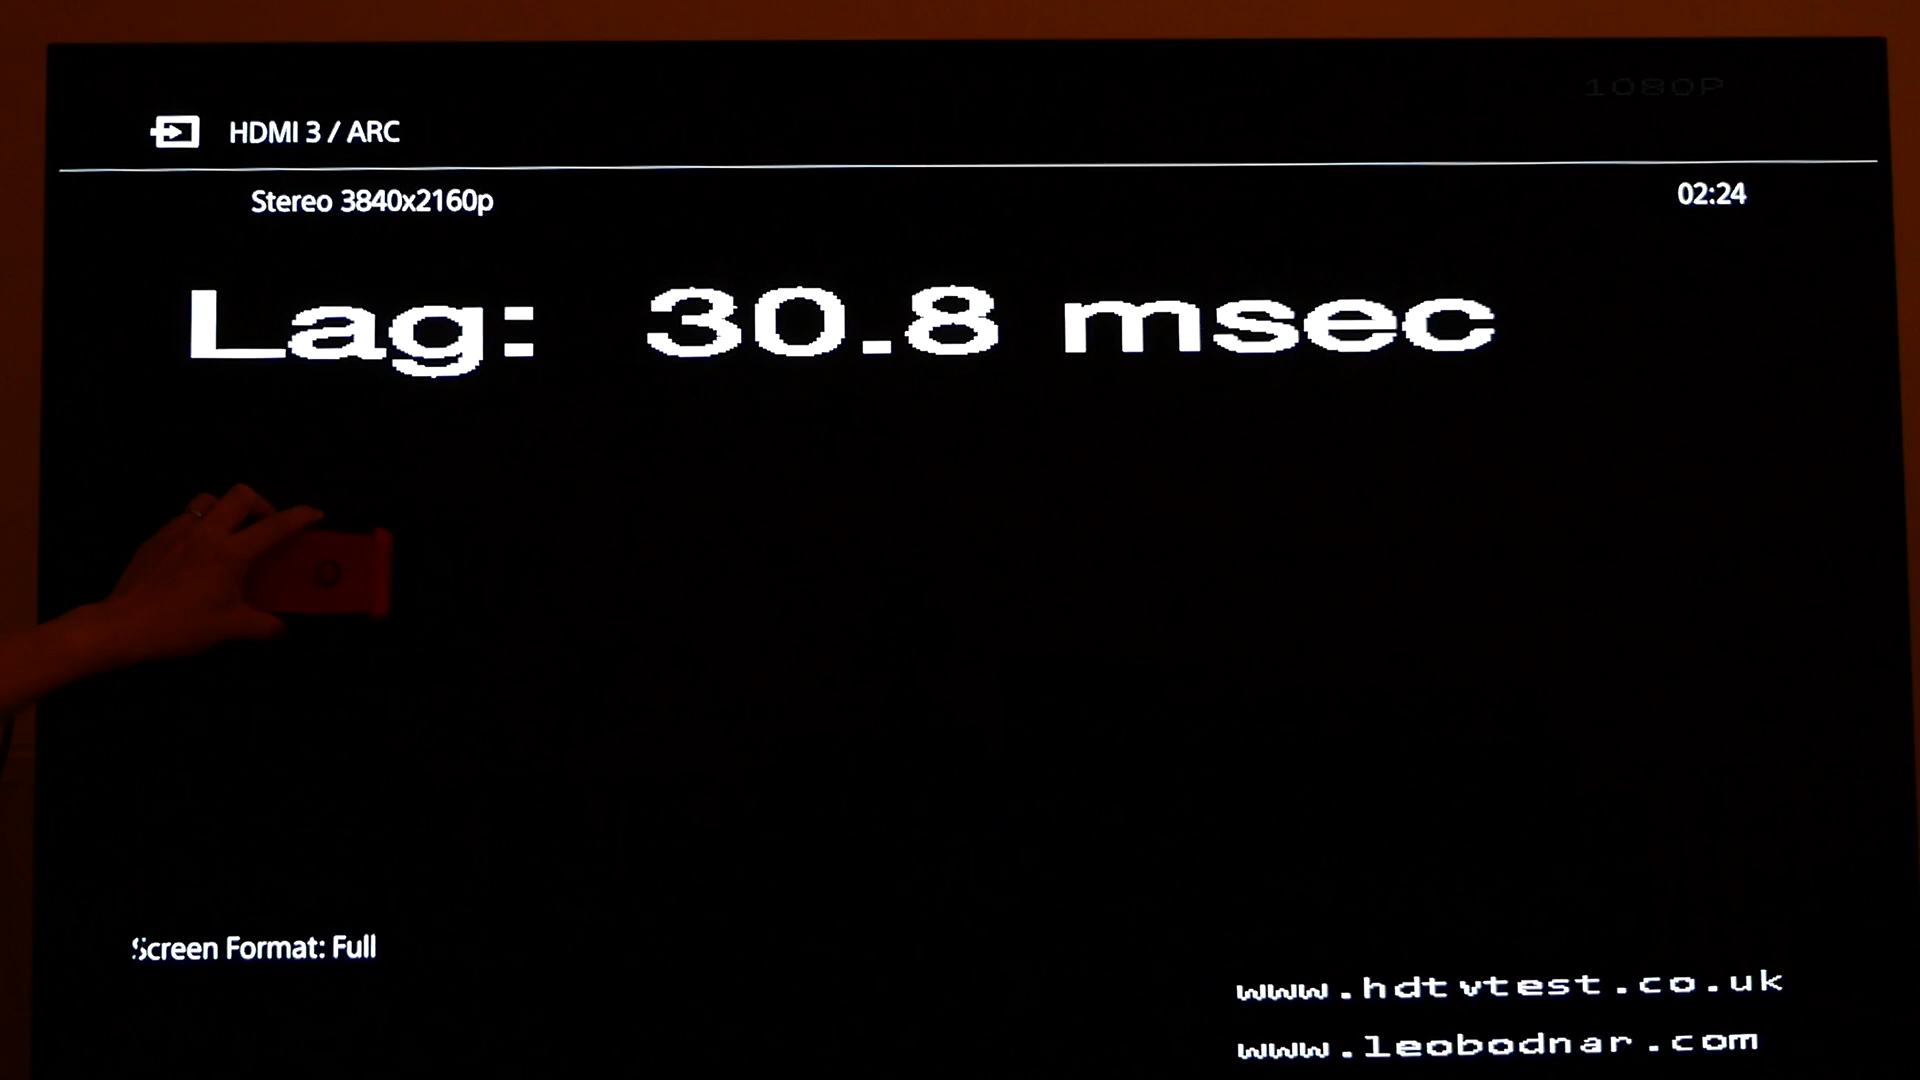 1080P
HDMI 3 / ARC
Stereo 3840x2160p
02:24
Lag: 30.8 msec
Screen Format: Full
www.hdtvtest.co.uk
www.leobodnar.com